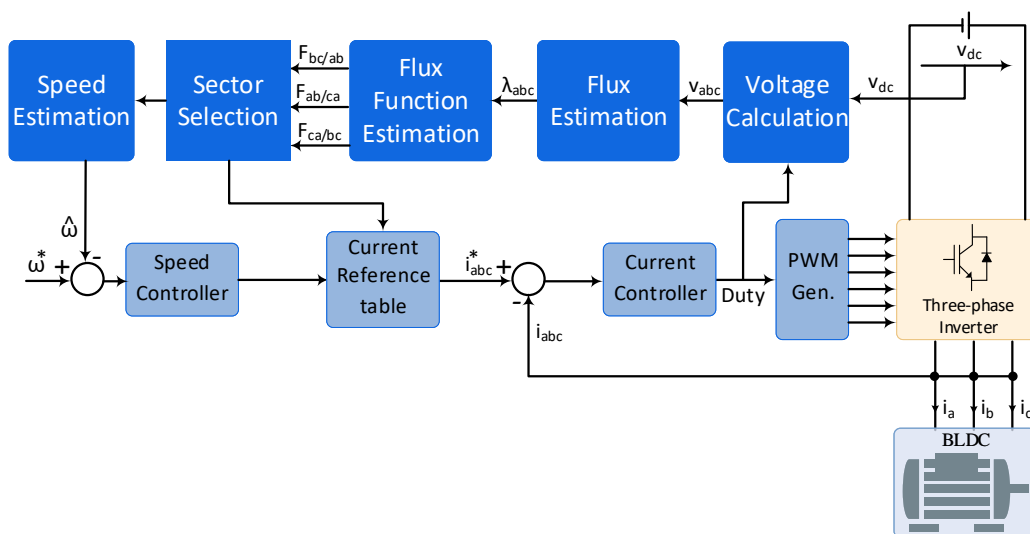 Speed
Estimation
Sector
Selection
F_bc/ab
F_ab/ca
F_ca/bc
Flux
Function
Estimation
λ_abc
Flux
Estimation
v_abc
Voltage
Calculation
v_dc
v_dc
ω̂
ω*
+
-
Speed
Controller
Current
Reference
table
i*_abc
+
-
i_abc
Current
Controller
Duty
PWM
Gen.
Three-phase
Inverter
i_a
i_b
i_c
BLDC